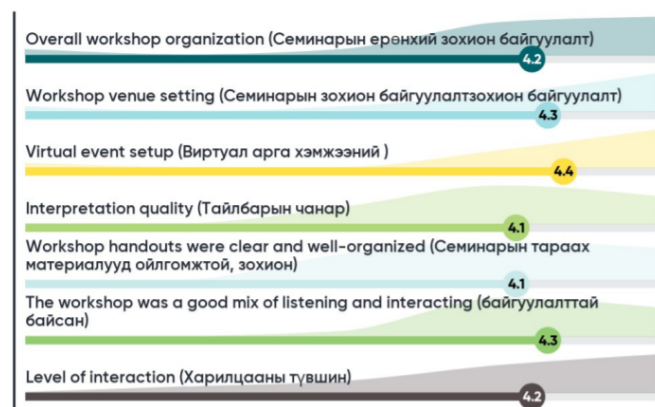 Overall workshop organization (Семинарын ерөнхий зохион байгуулалт)
4.2
Workshop venue setting (Семинарын зохион байгуулалтзохион байгуулалт)
4.3
Virtual event setup (Виртуал арга хэмжээний )
4.4
Interpretation quality (Тайлбарын чанар)
4.1
Workshop handouts were clear and well-organized (Семинарын тараах
материалууд ойлгомжтой, зохион)
4.1
The workshop was a good mix of listening and interacting (байгуулалттай
байсан)
4.3
Level of interaction (Харилцааны түвшин)
4.2